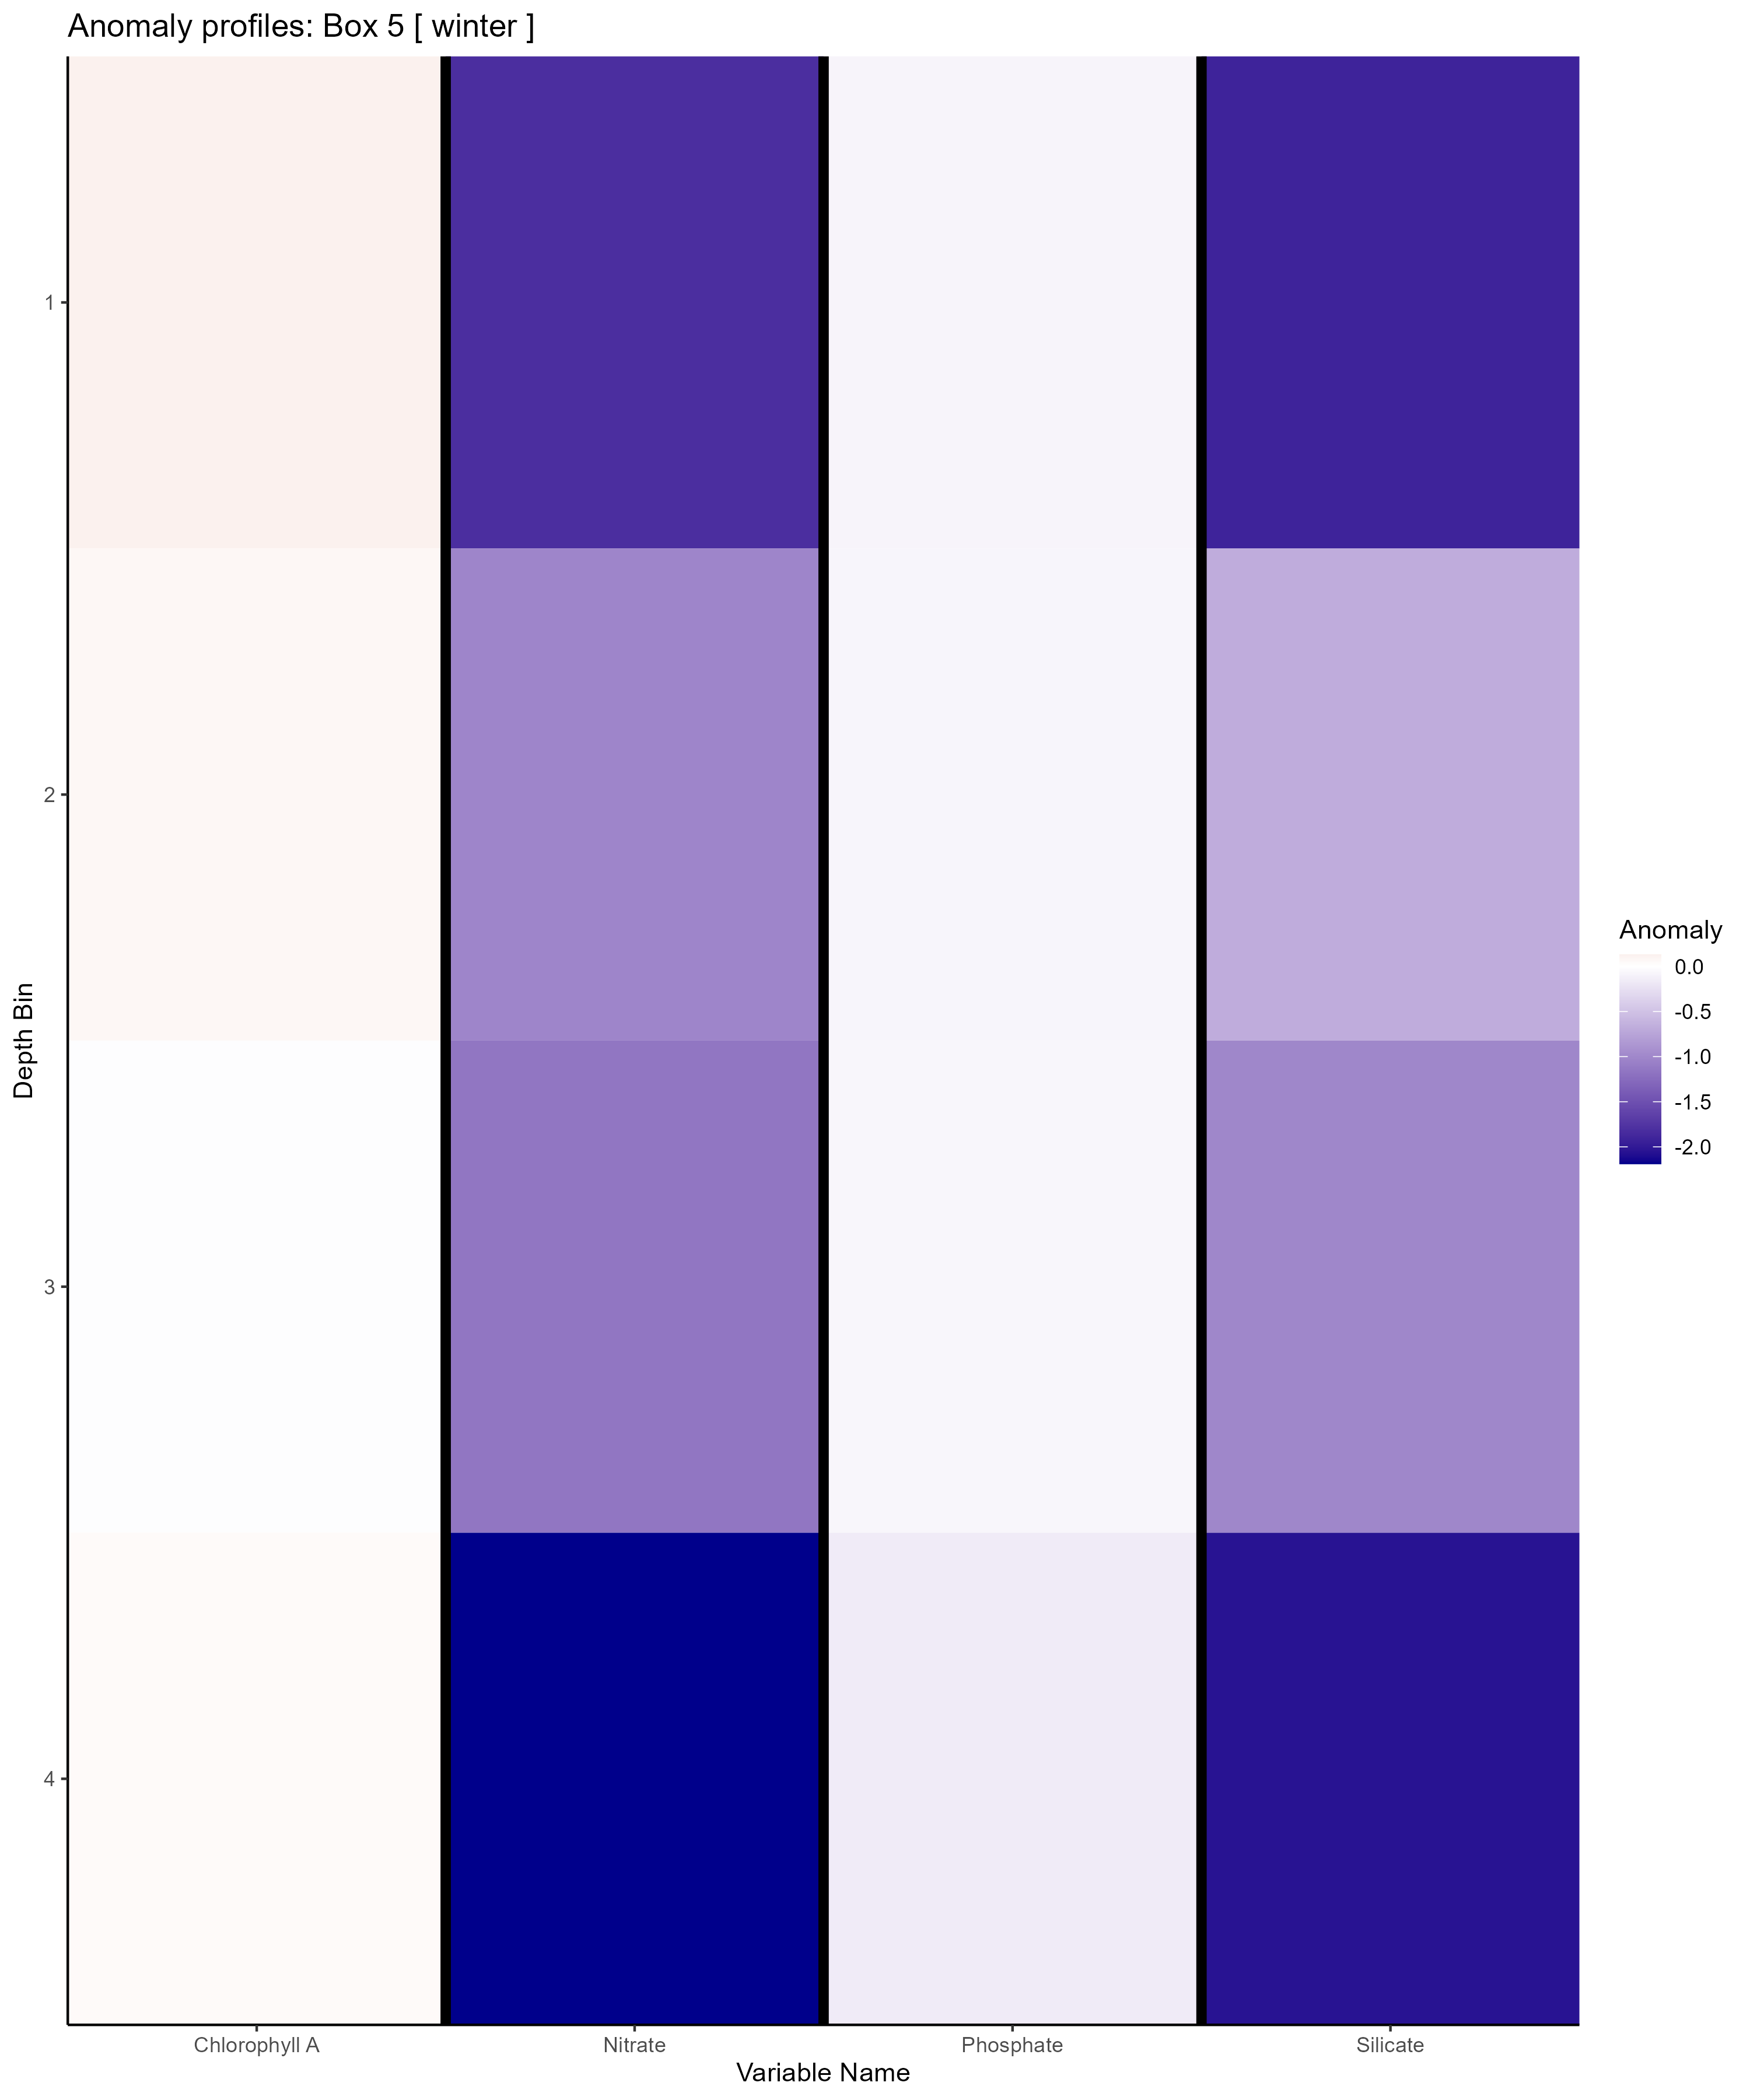 Anomaly profiles: Box 5 [ winter ]
1
2
3
4
Depth Bin
Chlorophyll A
Nitrate
Phosphate
Silicate
Variable Name
Anomaly
0.0
-0.5
-1.0
-1.5
-2.0